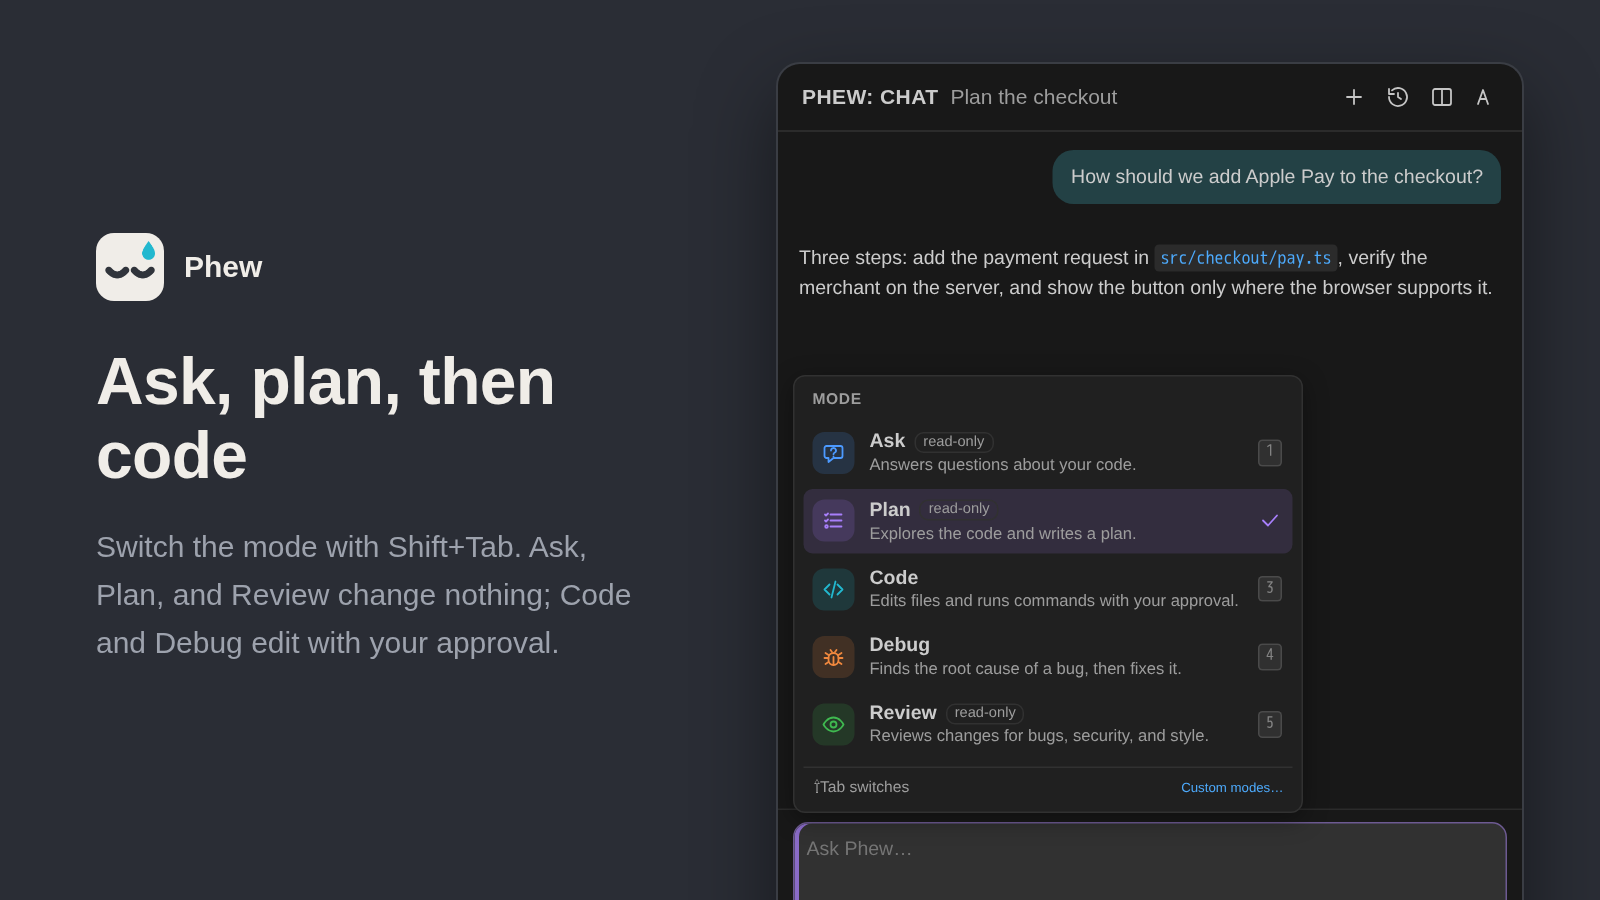 Phew
Ask, plan, then
code
Switch the mode with Shift+Tab. Ask,
Plan, and Review change nothing; Code
and Debug edit with your approval.
PHEW: CHAT Plan the checkout
How should we add Apple Pay to the checkout?
Three steps: add the payment request in src/checkout/pay.ts, verify the
merchant on the server, and show the button only where the browser supports it.
MODE
Ask read-only
Answers questions about your code.
1
Plan read-only
Explores the code and writes a plan.
Code
Edits files and runs commands with your approval.
3
Debug
Finds the root cause of a bug, then fixes it.
4
Review read-only
Reviews changes for bugs, security, and style.
5
⇧Tab switches
Custom modes…
Ask Phew…